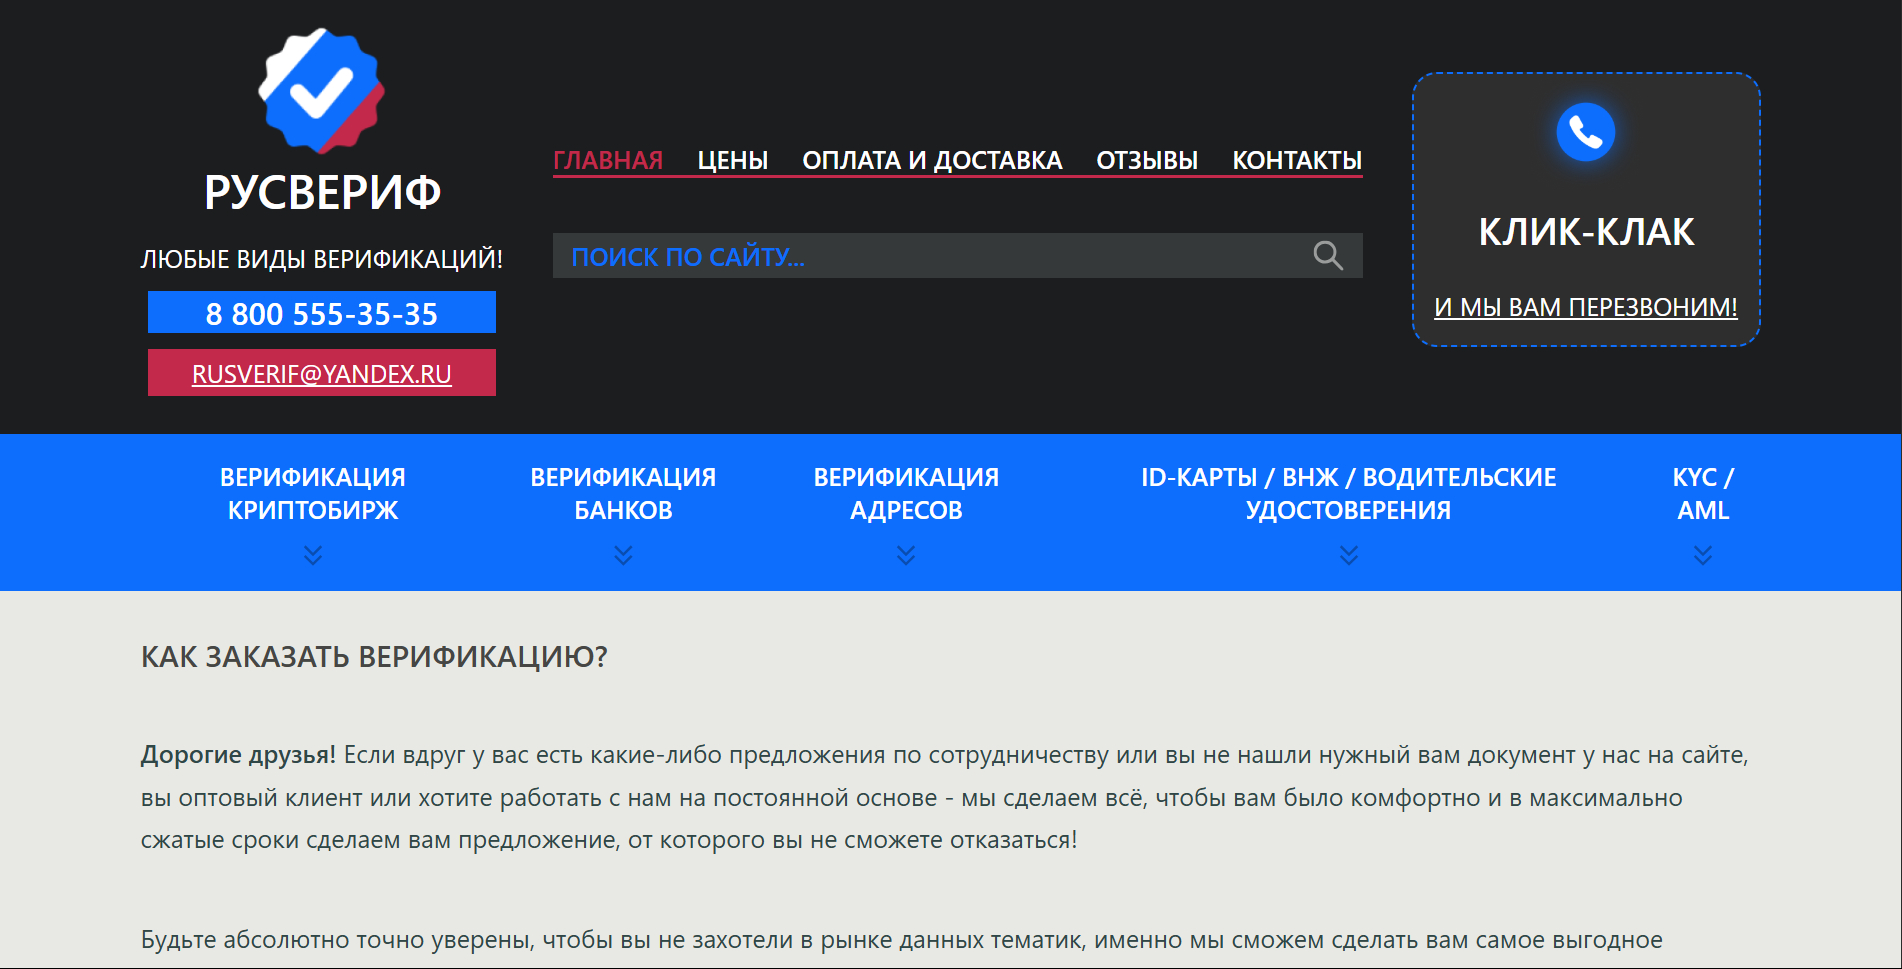 РУСВЕРИФ
ЛЮБЫЕ ВИДЫ ВЕРИФИКАЦИЙ!
8 800 555-35-35
RUSVERIF@YANDEX.RU
ГЛАВНАЯ ЦЕНЫ ОПЛАТА И ДОСТАВКА ОТЗЫВЫ КОНТАКТЫ
ПОИСК ПО САЙТУ...
КЛИК-КЛАК
И МЫ ВАМ ПЕРЕЗВОНИМ!
ВЕРИФИКАЦИЯ
КРИПТОБИРЖ
ВЕРИФИКАЦИЯ
БАНКОВ
ВЕРИФИКАЦИЯ
АДРЕСОВ
ID-КАРТЫ / ВНЖ / ВОДИТЕЛЬСКИЕ
УДОСТОВЕРЕНИЯ
KYC /
AML
КАК ЗАКАЗАТЬ ВЕРИФИКАЦИЮ?
Дорогие друзья! Если вдруг у вас есть какие-либо предложения по сотрудничеству или вы не нашли нужный вам документ у нас на сайте,
вы оптовый клиент или хотите работать с нам на постоянной основе - мы сделаем всё, чтобы вам было комфортно и в максимально
сжатые сроки сделаем вам предложение, от которого вы не сможете отказаться!
Будьте абсолютно точно уверены, чтобы вы не захотели в рынке данных тематик, именно мы сможем сделать вам самое выгодное